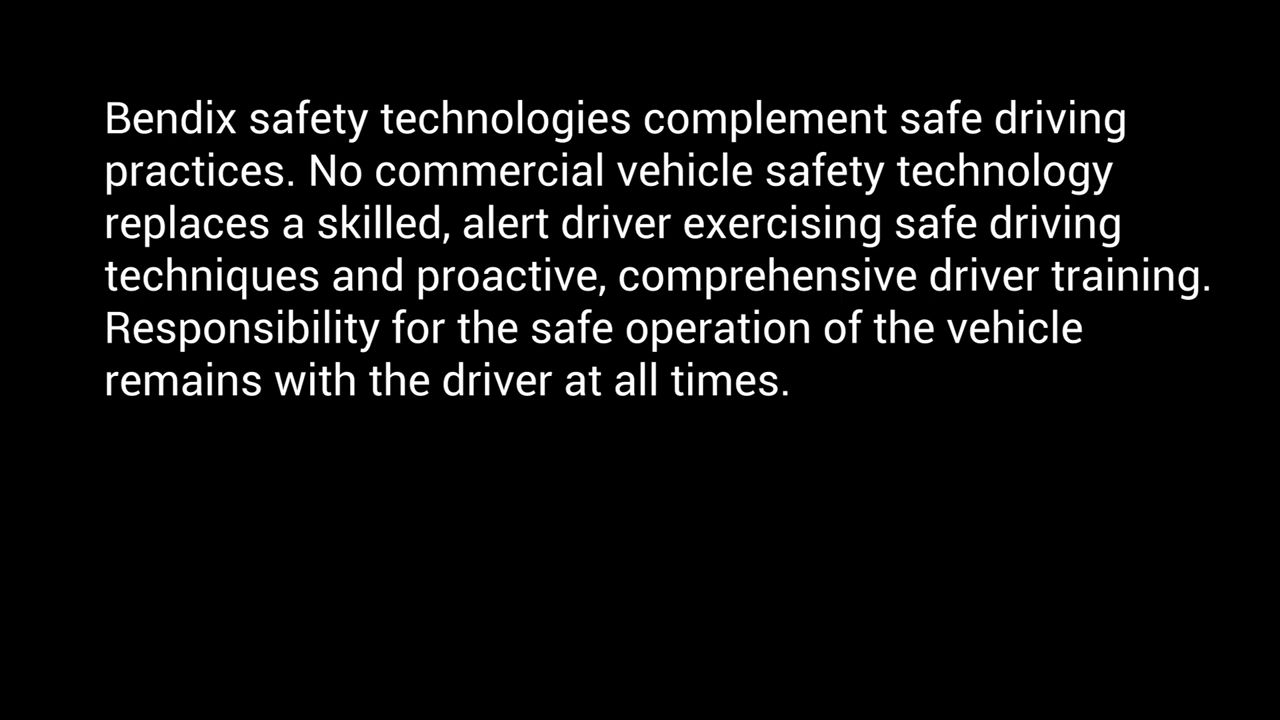 Bendix safety technologies complement safe driving
practices. No commercial vehicle safety technology
replaces a skilled, alert driver exercising safe driving
techniques and proactive, comprehensive driver training.
Responsibility for the safe operation of the vehicle
remains with the driver at all times.